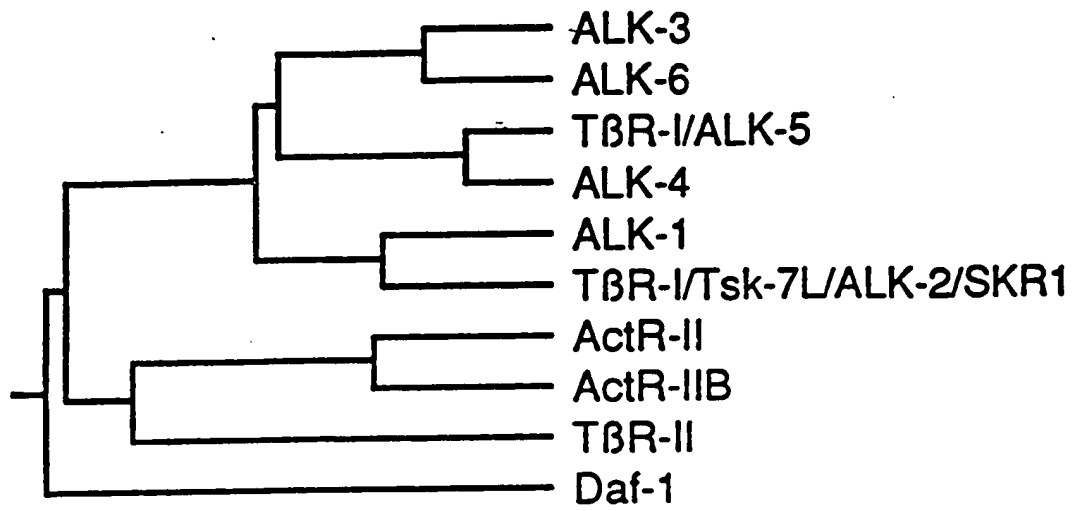 ALK-3
ALK-6
TßR-I/ALK-5
ALK-4
ALK-1
TßR-I/Tsk-7L/ALK-2/SKR1
ActR-II
ActR-IIB
TßR-II
Daf-1